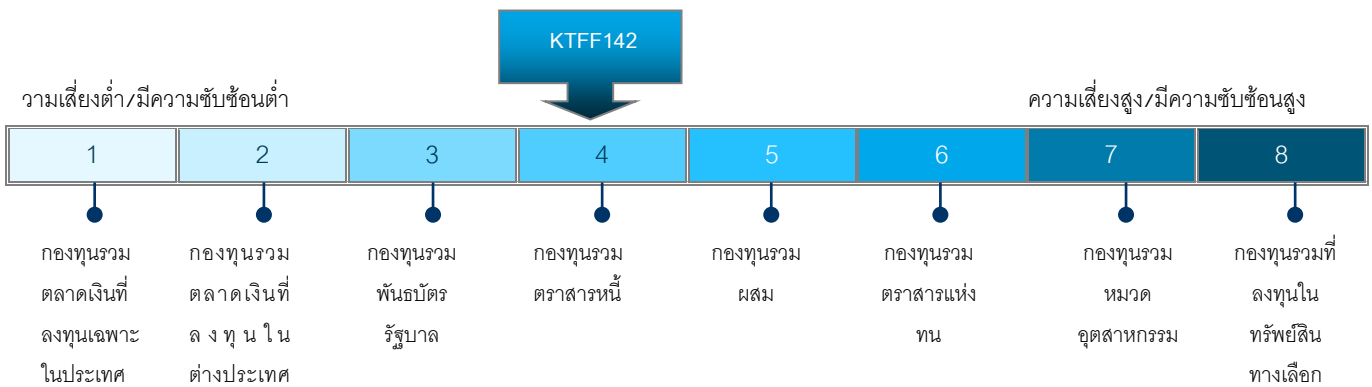 KTFF142
วามเสี่ยงต่ำ/มีความซับซ้อนต่ำ
ความเสี่ยงสูง/มีความซับซ้อนสูง
1 2 3 4 5 6 7 8
กองทุนรวม
ตลาดเงินที่
ลงทุนเฉพาะ
ในประเทศ
กองทุนรวม
ตลาดเงินที่
ลงทุนใน
ต่างประเทศ
กองทุนรวม
พันธบัตร
รัฐบาล
กองทุนรวม
ตราสารหนี้
กองทุนรวม
ผสม
กองทุนรวม
ตราสารแห่ง
ทน
กองทุนรวม
หมวด
อุตสาหกรรม
กองทุนรวมที่
ลงทุนใน
ทรัพย์สิน
ทางเลือก